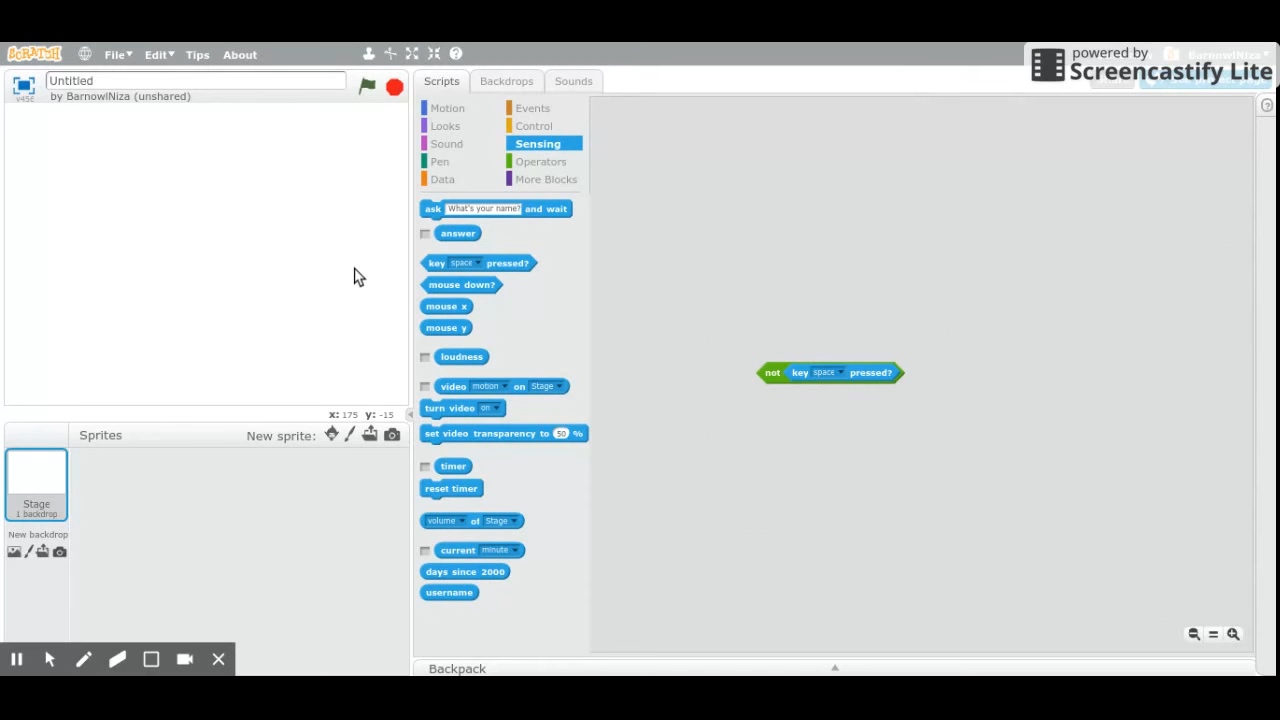 SCRATCH File Edit Tips About BarnowlNiza
powered by
Screencastify Lite
Untitled
v456 by BarnowlNiza (unshared)
Scripts Backdrops Sounds
Motion Events
Looks Control
Sound Sensing
Pen Operators
Data More Blocks
ask What's your name? and wait
answer
key space pressed?
mouse down?
mouse x
mouse y
loudness
video motion on Stage
turn video on
set video transparency to 50 %
timer
reset timer
volume of Stage
current minute
days since 2000
username
not key space pressed?
x: 175 y: -15
Sprites New sprite:
Stage
1 backdrop
New backdrop
Backpack